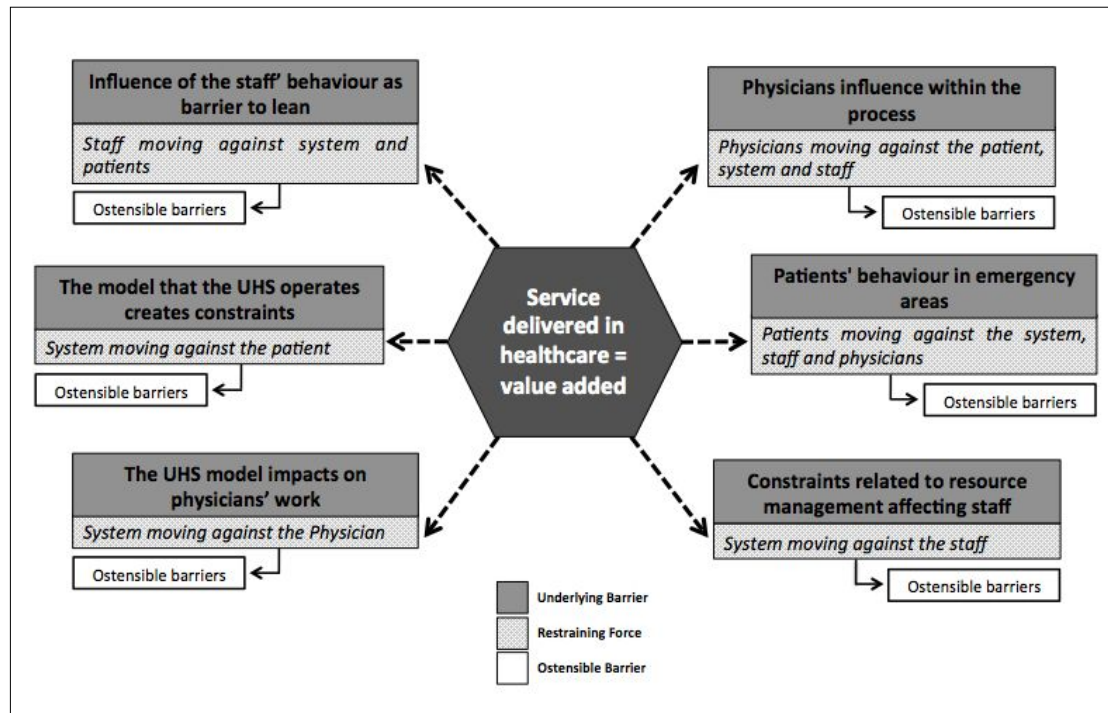 Influence of the staff' behaviour as
barrier to lean
Staff moving against system and
patients
Ostensible barriers
The model that the UHS operates
creates constraints
System moving against the patient
Ostensible barriers
The UHS model impacts on
physicians' work
System moving against the Physician
Ostensible barriers
Service
delivered in
healthcare =
value added
Physicians influence within the
process
Physicians moving against the patient,
system and staff
Ostensible barriers
Patients' behaviour in emergency
areas
Patients moving against the system,
staff and physicians
Ostensible barriers
Constraints related to resource
management affecting staff
System moving against the staff
Ostensible barriers
Underlying Barrier
Restraining Force
Ostensible Barrier